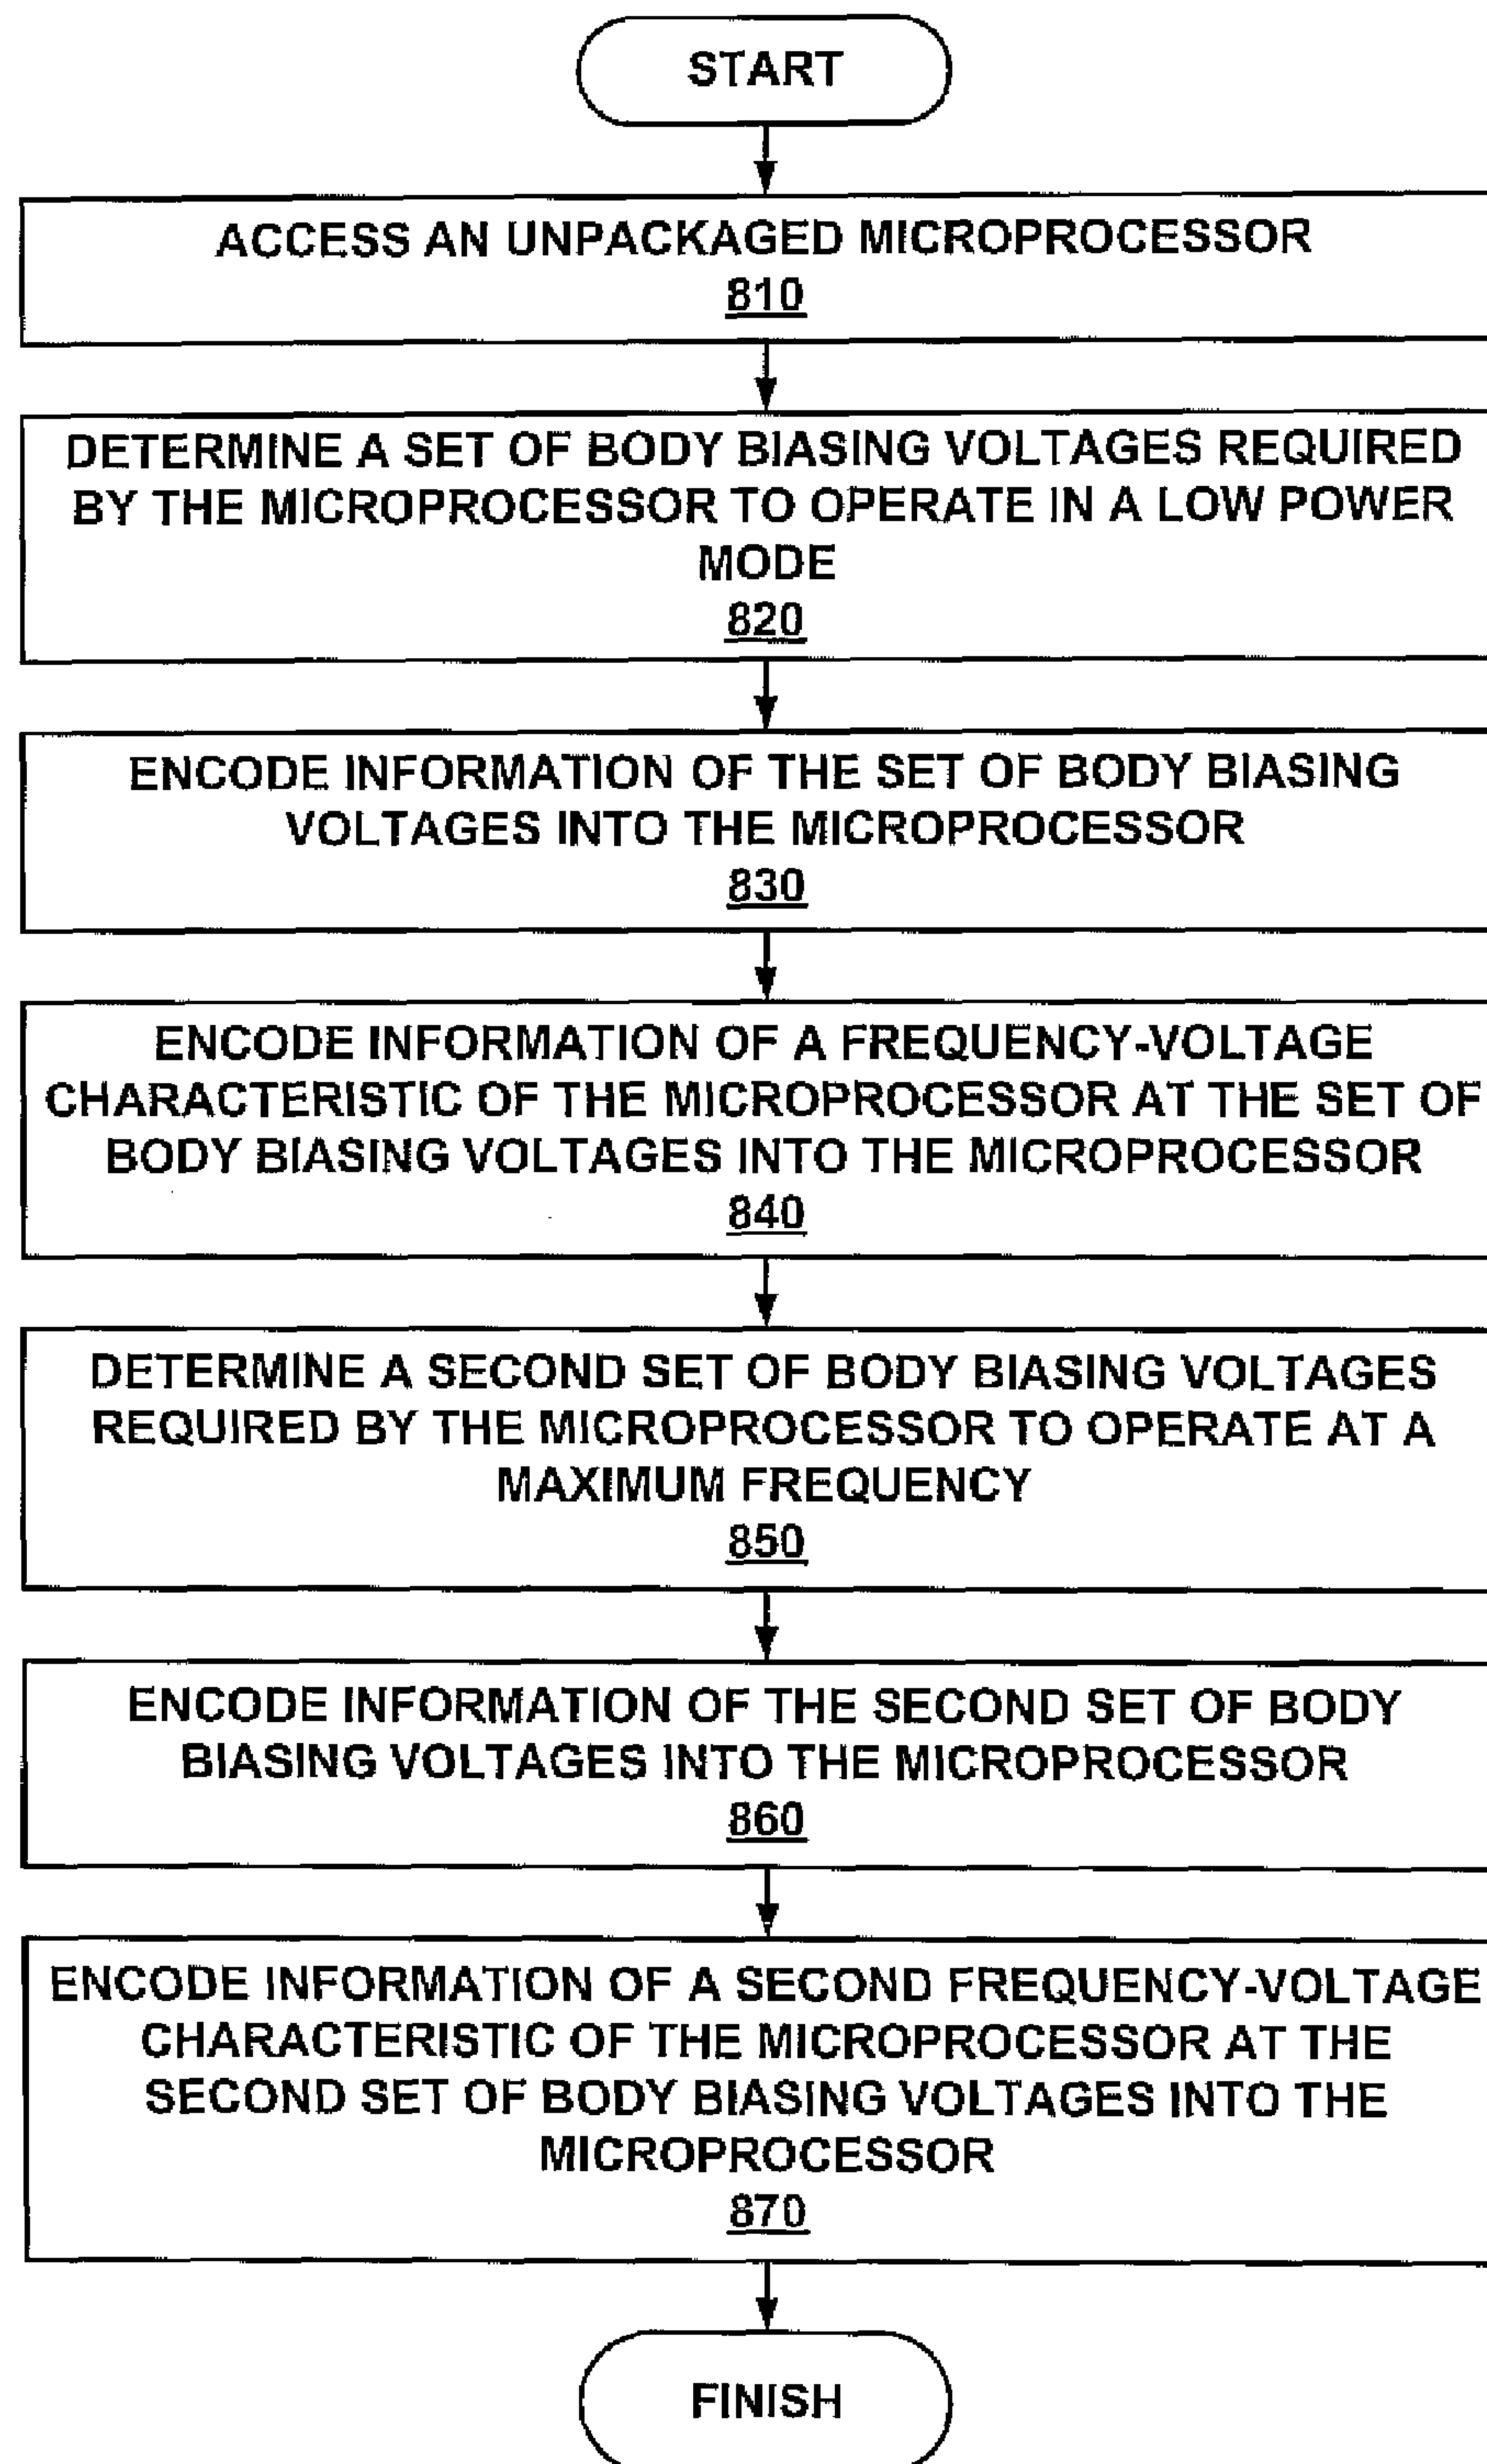 START
ACCESS AN UNPACKAGED MICROPROCESSOR
810
DETERMINE A SET OF BODY BIASING VOLTAGES REQUIRED
BY THE MICROPROCESSOR TO OPERATE IN A LOW POWER
MODE
820
ENCODE INFORMATION OF THE SET OF BODY BIASING
VOLTAGES INTO THE MICROPROCESSOR
830
ENCODE INFORMATION OF A FREQUENCY-VOLTAGE
CHARACTERISTIC OF THE MICROPROCESSOR AT THE SET OF
BODY BIASING VOLTAGES INTO THE MICROPROCESSOR
840
DETERMINE A SECOND SET OF BODY BIASING VOLTAGES
REQUIRED BY THE MICROPROCESSOR TO OPERATE AT A
MAXIMUM FREQUENCY
850
ENCODE INFORMATION OF THE SECOND SET OF BODY
BIASING VOLTAGES INTO THE MICROPROCESSOR
860
ENCODE INFORMATION OF A SECOND FREQUENCY-VOLTAGE
CHARACTERISTIC OF THE MICROPROCESSOR AT THE
SECOND SET OF BODY BIASING VOLTAGES INTO THE
MICROPROCESSOR
870
FINISH